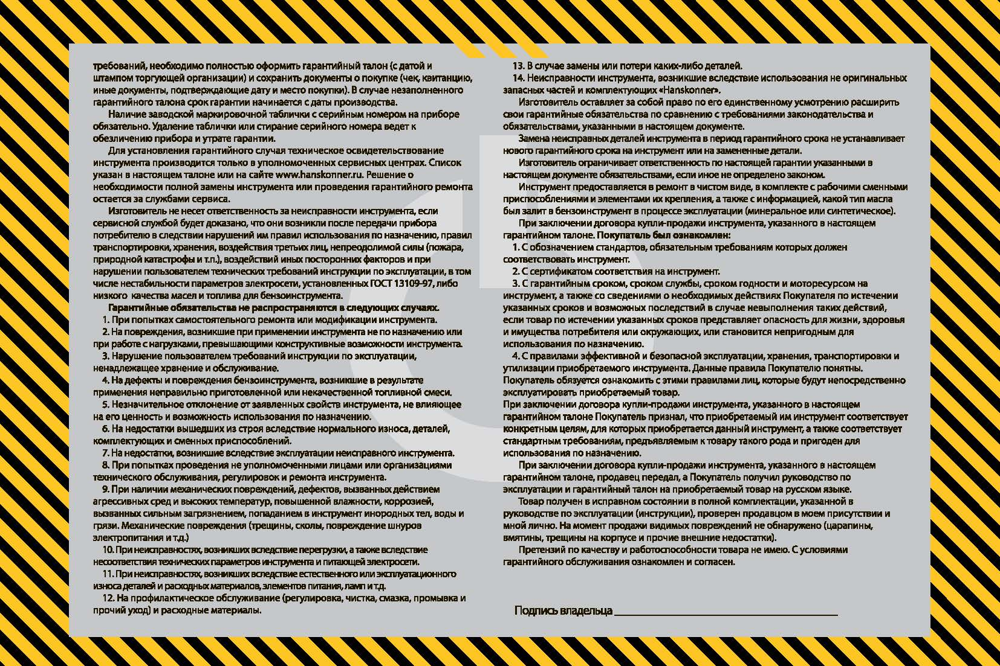 требований, необходимо полностью оформить гарантийный талон (с датой и
штампом торгующей организации) и сохранить документы о покупке (чек, квитанцию,
иные документы, подтверждающие дату и место покупки). В случае незаполненного
гарантийного талона срок гарантии начинается с даты производства.
Наличие заводской маркировочной таблички с серийным номером на приборе
обязательно. Удаление таблички или стирание серийного номера ведет к
обезличению прибора и утрате гарантии.
Для установления гарантийного случая техническое освидетельствование
инструмента производится только в уполномоченных сервисных центрах. Список
указан в настоящем талоне или на сайте www.hanskonner.ru. Решение о
необходимости полной замены инструмента или проведения гарантийного ремонта
остается за службами сервиса.
Изготовитель не несет ответственность за неисправности инструмента, если
сервисной службой будет доказано, что они возникли после передачи прибора
потребителю в следствии нарушений им правил использования по назначению, правил
транспортировки, хранения, воздействия третьих лиц, непреодолимой силы (пожара,
природной катастрофы и т.п.), воздействий иных посторонних факторов и при
нарушении пользователем технических требований инструкции по эксплуатации, в том
числе нестабильности параметров электросети, установленных ГОСТ 13109-97, либо
низкого качества масел и топлива для бензоинструмента.
Гарантийные обязательства не распространяются в следующих случаях.
1. При попытках самостоятельного ремонта или модификации инструмента.
2. На повреждения, возникшие при применении инструмента не по назначению или
при работе с нагрузками, превышающими конструктивные возможности инструмента.
3. Нарушение пользователем требований инструкции по эксплуатации,
ненадлежащее хранение и обслуживание.
4. На дефекты и повреждения бензоинструмента, возникшие в результате
применения неправильно приготовленной или некачественной топливной смеси.
5. Незначительное отклонение от заявленных свойств инструмента, не влияющее
на его ценность и возможность использования по назначению.
6. На недостатки вышедших из строя вследствие нормального износа, деталей,
комплектующих и сменных приспособлений.
7. На недостатки, возникшие вследствие эксплуатации неисправного инструмента.
8. При попытках проведения не уполномоченными лицами или организациями
технического обслуживания, регулировок и ремонта инструмента.
9. При наличии механических повреждений, дефектов, вызванных действием
агрессивных сред и высоких температур, повышенной влажности, коррозией,
вызванных сильным загрязнением, попаданием в инструмент инородных тел, воды и
грязи. Механические повреждения (трещины, сколы, повреждение шнуров
электропитания и т.д.)
10. При неисправностях, возникших вследствие перегрузки, а также вследствие
несоответствия технических параметров инструмента и питающей электросети.
11. При неисправностях, возникших вследствие естественного или эксплуатационного
износа деталей и расходных материалов, элементов питания, ламп и т.д.
12. На профилактическое обслуживание (регулировка, чистка, смазка, промывка и
прочий уход) и расходные материалы.
13. В случае замены или потери каких-либо деталей.
14. Неисправности инструмента, возникшие вследствие использования не оригинальных
запасных частей и комплектующих «Hanskonner».
Изготовитель оставляет за собой право по его единственному усмотрению расширить
свои гарантийные обязательства по сравнению с требованиями законодательства и
обязательствами, указанными в настоящем документе.
Замена неисправных деталей инструмента в период гарантийного срока не устанавливает
нового гарантийного срока на инструмент или на замененные детали.
Изготовитель ограничивает ответственность по настоящей гарантии указанными в
настоящем документе обязательствами, если иное не определено законом.
Инструмент предоставляется в ремонт в чистом виде, в комплекте с рабочими сменными
приспособлениями и элементами их крепления, а также с информацией, какой тип масла
был залит в бензоинструмент в процессе эксплуатации (минеральное или синтетическое).
При заключении договора купли-продажи инструмента, указанного в настоящем
гарантийном талоне. Покупатель был ознакомлен:
1. С обозначением стандартов, обязательным требованиям которых должен
соответствовать инструмент.
2. С сертификатом соответствия на инструмент.
3. С гарантийным сроком, сроком службы, сроком годности и моторесурсом на
инструмент, а также со сведениями о необходимых действиях Покупателя по истечении
указанных сроков и возможных последствий в случае невыполнения таких действий,
если товар по истечении указанных сроков представляет опасность для жизни, здоровья
и имущества потребителя или окружающих, или становится непригодным для
использования по назначению.
4. С правилами эффективной и безопасной эксплуатации, хранения, транспортировки и
утилизации приобретаемого инструмента. Данные правила Покупателю понятны.
Покупатель обязуется ознакомить с этими правилами лиц, которые будут непосредственно
эксплуатировать приобретаемый товар.
При заключении договора купли-продажи инструмента, указанного в настоящем
гарантийном талоне Покупатель признал, что приобретаемый им инструмент соответствует
конкретным целям, для которых приобретается данный инструмент, а также соответствует
стандартным требованиям, предъявляемым к товару такого рода и пригоден для
использования по назначению.
При заключении договора купли-продажи инструмента, указанного в настоящем
гарантийном талоне, продавец передал, а Покупатель получил руководство по
эксплуатации и гарантийный талон на приобретаемый товар на русском языке.
Товар получен в исправном состоянии в полной комплектации, указанной в
руководстве по эксплуатации (инструкции), проверен продавцом в моем присутствии и
мной лично. На момент продажи видимых повреждений не обнаружено (царапины,
вмятины, трещины на корпусе и прочие внешние недостатки).
Претензий по качеству и работоспособности товара не имею. С условиями
гарантийного обслуживания ознакомлен и согласен.
Подпись владельца